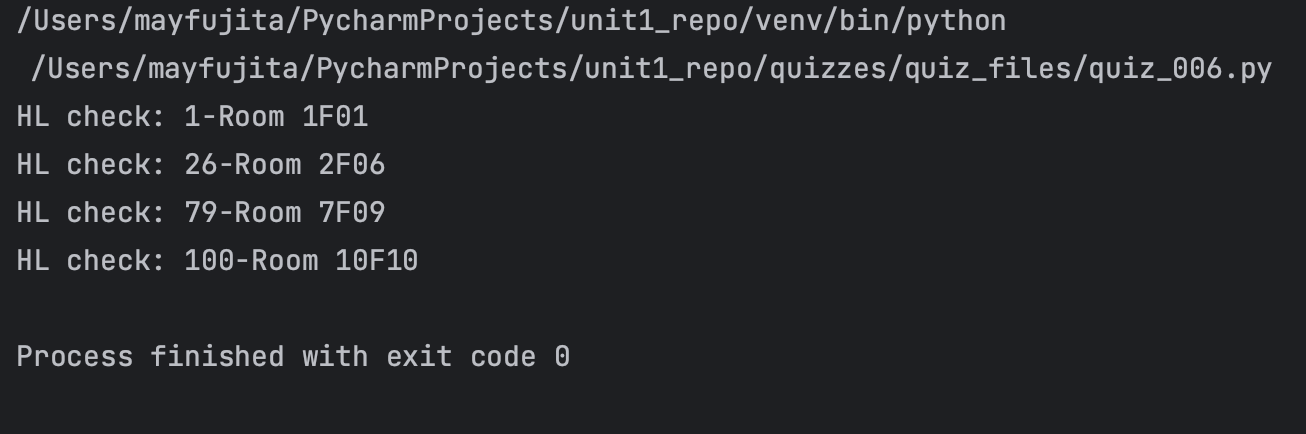 /Users/mayfujita/PycharmProjects/unit1_repo/venv/bin/python
/Users/mayfujita/PycharmProjects/unit1_repo/quizzes/quiz_files/quiz_006.py
HL check: 1-Room 1F01
HL check: 26-Room 2F06
HL check: 79-Room 7F09
HL check: 100-Room 10F10
Process finished with exit code 0